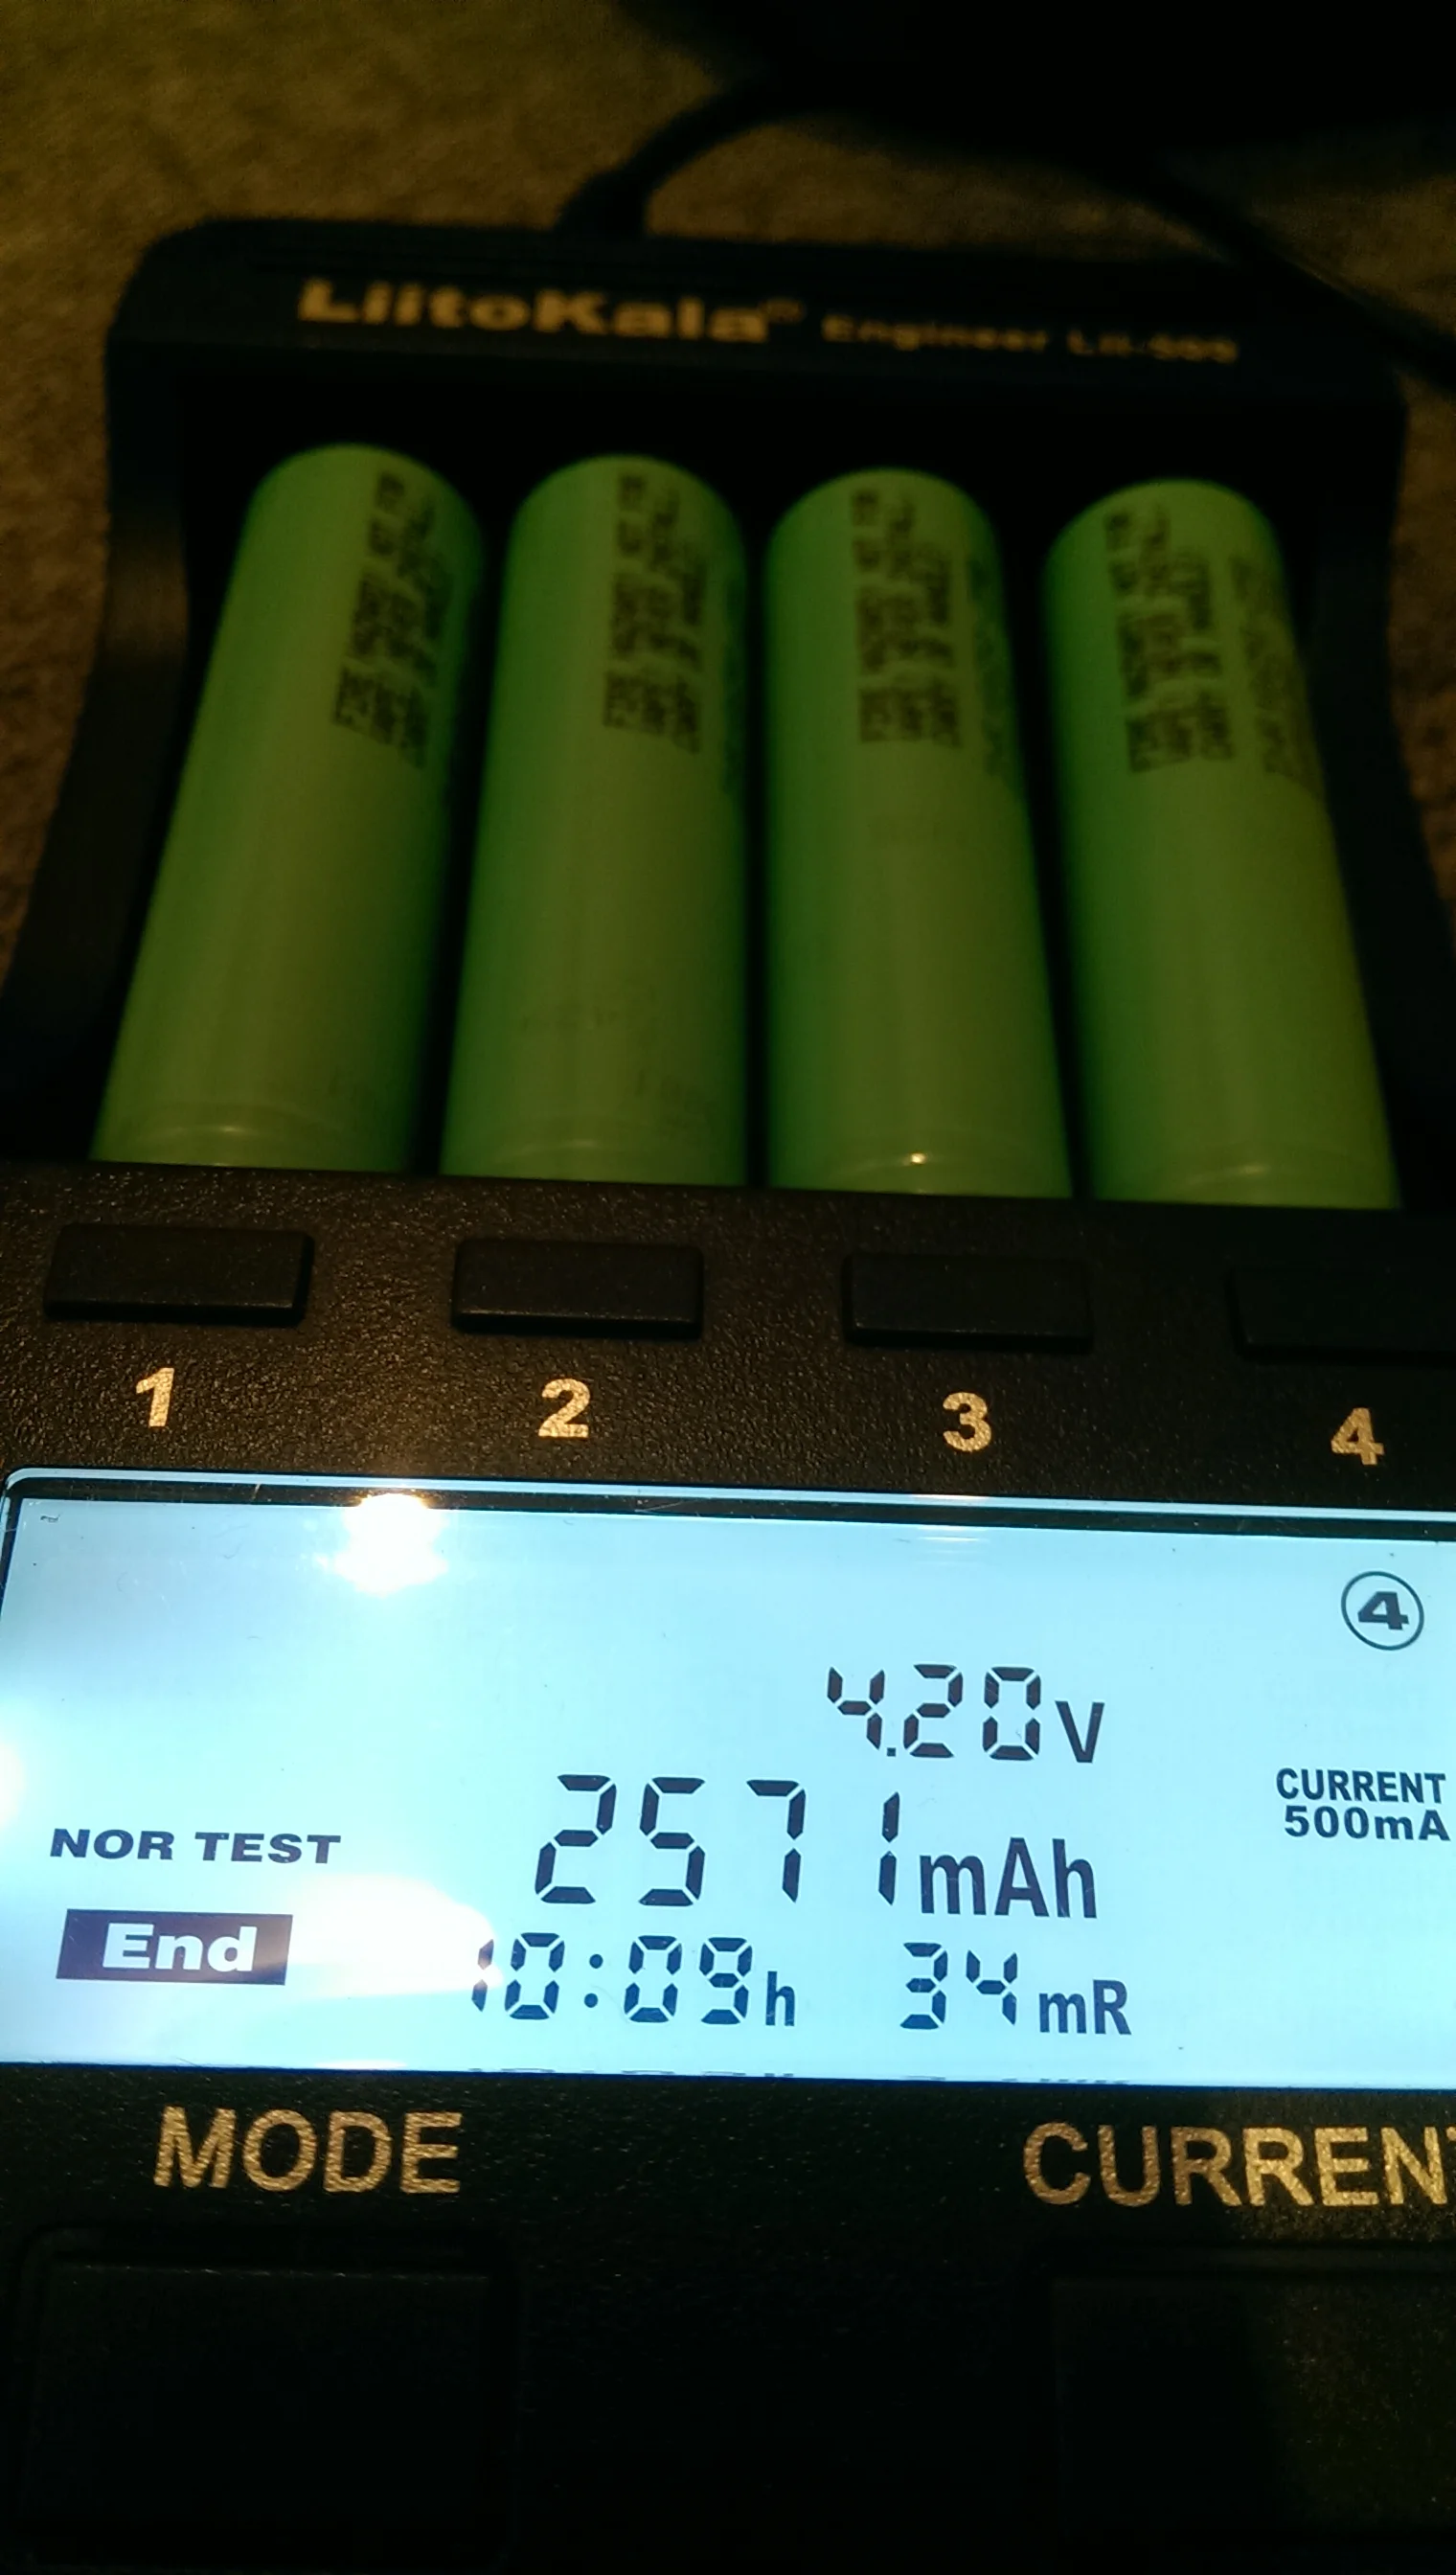 LiitoKala® Engineer Lii-500
1 2 3 4
4
4.20V
CURRENT
500mA
2571mAh
NOR TEST
End
10:09h 34mR
MODE CURREN